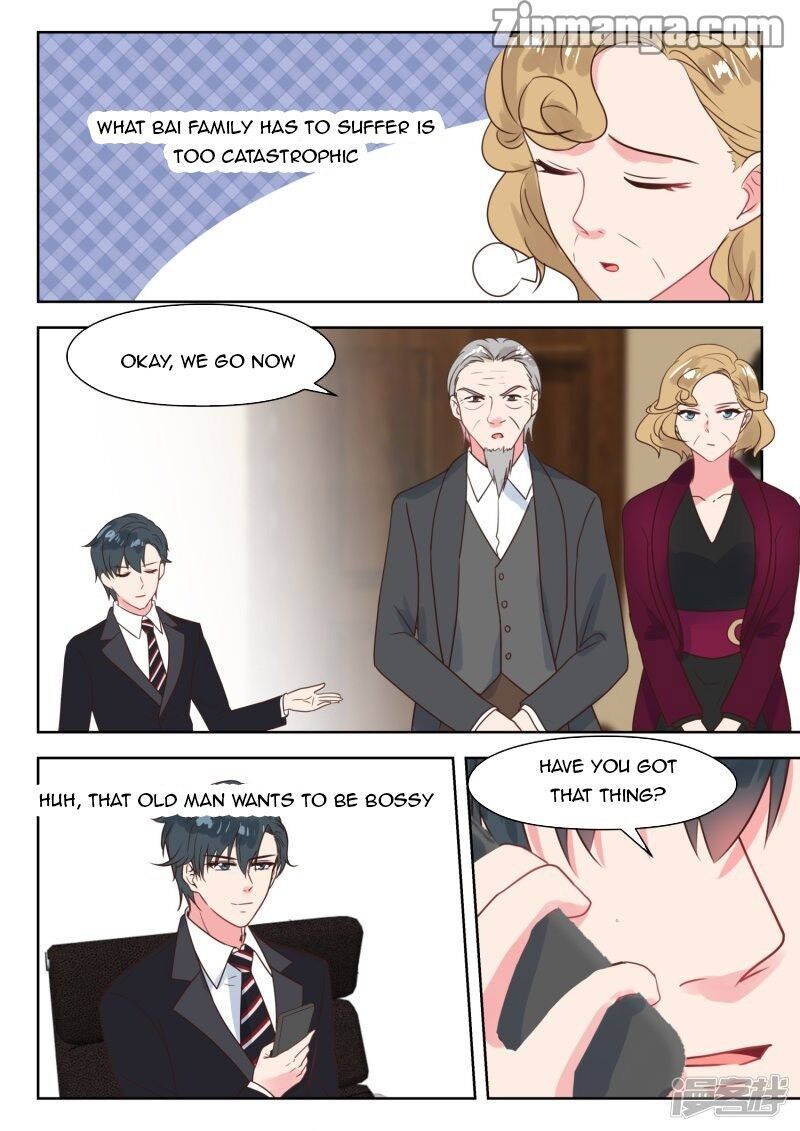 Zinmanga.com
WHAT BAI FAMILY HAS TO SUFFER IS
TOO CATASTROPHIC
OKAY, WE GO NOW
HUH, THAT OLD MAN WANTS TO BE BOSSY
HAVE YOU GOT
THAT THING?
漫客栈